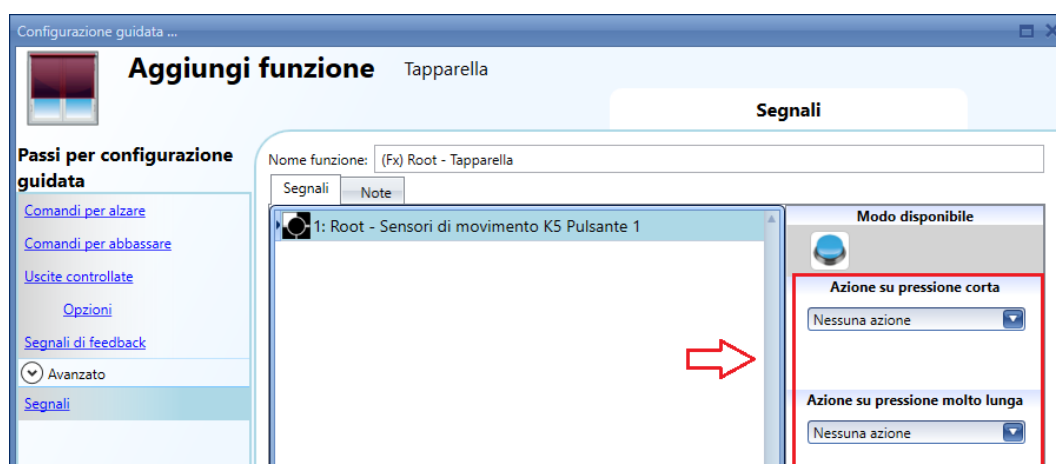 Configurazione guidata ...
Aggiungi funzione Tapparella
Segnali
Passi per configurazione
guidata
Comandi per alzare
Comandi per abbassare
Uscite controllate
Opzioni
Segnali di feedback
Avanzato
Segnali
Nome funzione: (Fx) Root - Tapparella
Segnali
Note
1: Root - Sensori di movimento K5 Pulsante 1
Modo disponibile
Azione su pressione corta
Nessuna azione
Azione su pressione molto lunga
Nessuna azione